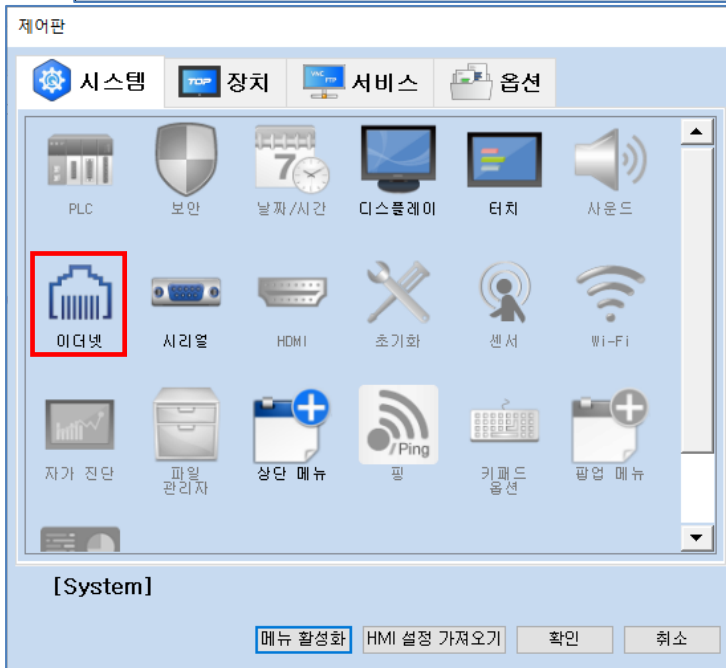 제어판
시스템
TOP
장치
VNC
FTP
서비스
옵션
PLC
보안
7
날짜/시간
디스플레이
터치
사운드
이더넷
시리얼
HDMI
초기화
센서
Wi-Fi
자가 진단
파일
관리자
상단 메뉴
/Ping
핑
키패드
옵션
팝업 메뉴
[System]
메뉴 활성화
HMI 설정 가져오기
확인
취소